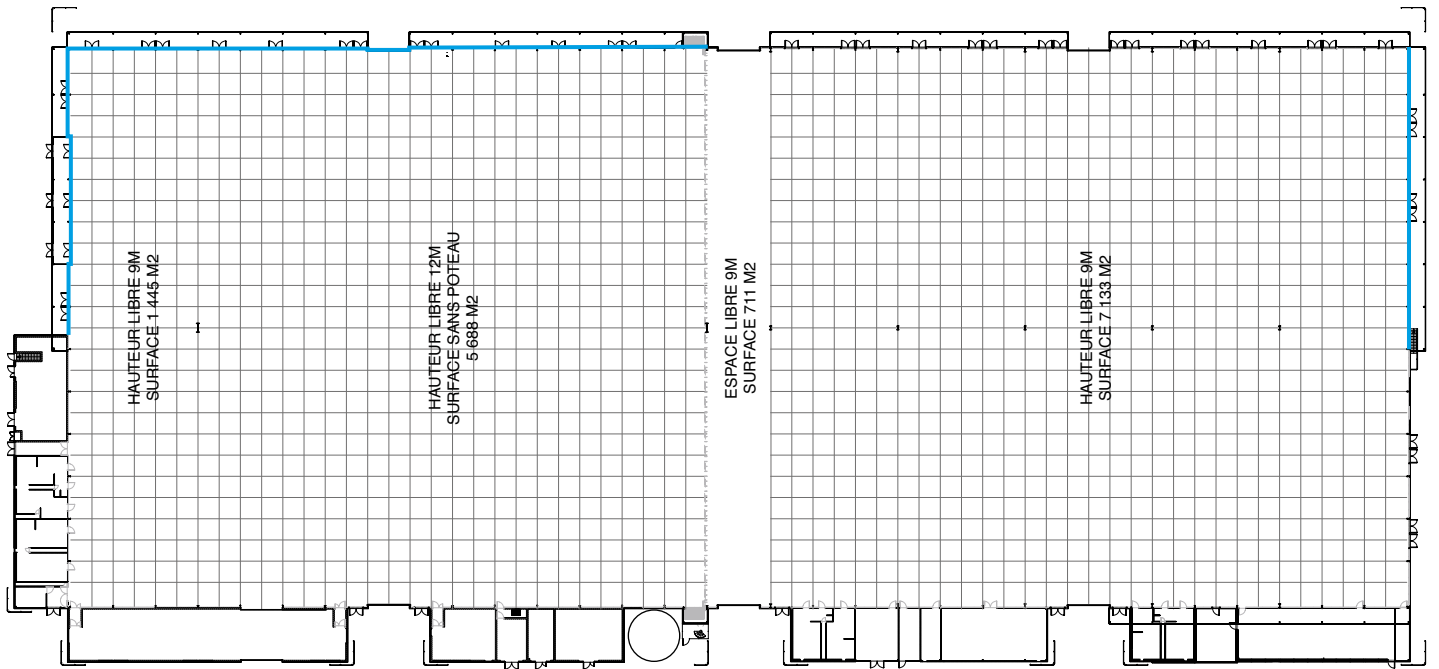 HAUTEUR LIBRE 9M
SURFACE 1 445 M2
HAUTEUR LIBRE 12M
SURFACE SANS POTEAU
5 688 M2
ESPACE LIBRE 9M
SURFACE 711 M2
HAUTEUR LIBRE 9M
SURFACE 7 133 M2